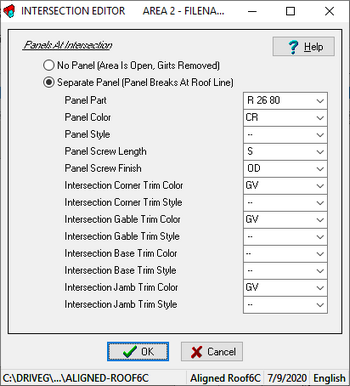 INTERSECTION EDITOR AREA 2 - FILENA...
Panels At Intersection
Help
No Panel (Area Is Open, Girts Removed)
Separate Panel (Panel Breaks At Roof Line)
Panel Part R 26 80
Panel Color CR
Panel Style --
Panel Screw Length S
Panel Screw Finish OD
Intersection Corner Trim Color GV
Intersection Corner Trim Style --
Intersection Gable Trim Color GV
Intersection Gable Trim Style --
Intersection Base Trim Color --
Intersection Base Trim Style --
Intersection Jamb Trim Color GV
Intersection Jamb Trim Style --
OK Cancel
C:\DRIVEG\...\ALIGNED-ROOF6C Aligned Roof6C 7/9/2020 English